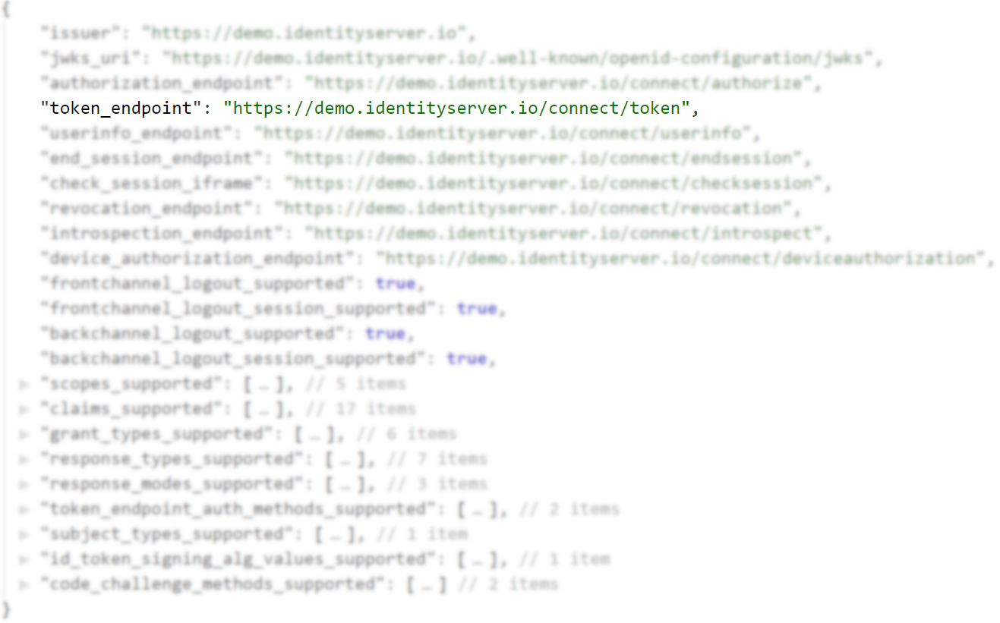 {
"issuer": "https://demo.identityserver.io",
"jwks_uri": "https://demo.identityserver.io/.well-known/openid-configuration/jwks",
"authorization_endpoint": "https://demo.identityserver.io/connect/authorize",
"token_endpoint": "https://demo.identityserver.io/connect/token",
"userinfo_endpoint": "https://demo.identityserver.io/connect/userinfo",
"end_session_endpoint": "https://demo.identityserver.io/connect/endsession",
"check_session_iframe": "https://demo.identityserver.io/connect/checksession",
"revocation_endpoint": "https://demo.identityserver.io/connect/revocation",
"introspection_endpoint": "https://demo.identityserver.io/connect/introspect",
"device_authorization_endpoint": "https://demo.identityserver.io/connect/deviceauthorization",
"frontchannel_logout_supported": true,
"frontchannel_logout_session_supported": true,
"backchannel_logout_supported": true,
"backchannel_logout_session_supported": true,
"scopes_supported": [ … ], // 5 items
"claims_supported": [ … ], // 17 items
"grant_types_supported": [ … ], // 6 items
"response_types_supported": [ … ], // 7 items
"response_modes_supported": [ … ], // 3 items
"token_endpoint_auth_methods_supported": [ … ], // 2 items
"subject_types_supported": [ … ], // 1 item
"id_token_signing_alg_values_supported": [ … ], // 1 item
"code_challenge_methods_supported": [ … ] // 2 items
}